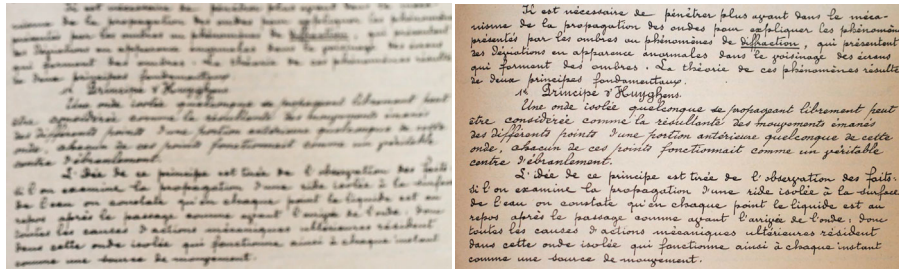 Il est nécessaire de pénétrer plus avant dans le méca-
nisme de la propagation des ondes pour expliquer les phénomèn
présentés par les ombres ou phénomènes de diffraction, qui présentent
des déviations en apparence anomales dans le voisinage des écrans
qui forment des ombres. La théorie de ces phénomènes résulte
de deux principes fondamentaux.
1° Principe d'Huyghens.
Une onde isolée quelconque se propageant librement peut
être considérée comme la résultante des mouvements émanés
des différents points d'une portion antérieure quelconque de cette
onde, chacun de ces points fonctionnait comme un véritable
centre d'ébranlement.
L'idée de ce principe est tirée de l'observation des faits.
si l'on examine la propagation d'une ride isolée à la surface
de l'eau on constate qu'en chaque point le liquide est au
repos après le passage comme avant l'arrivée de l'onde; donc
toutes les causes d'actions mécaniques ultérieures résident
dans cette onde isolée qui fonctionne ainsi à chaque instant
comme une source de mouvement.